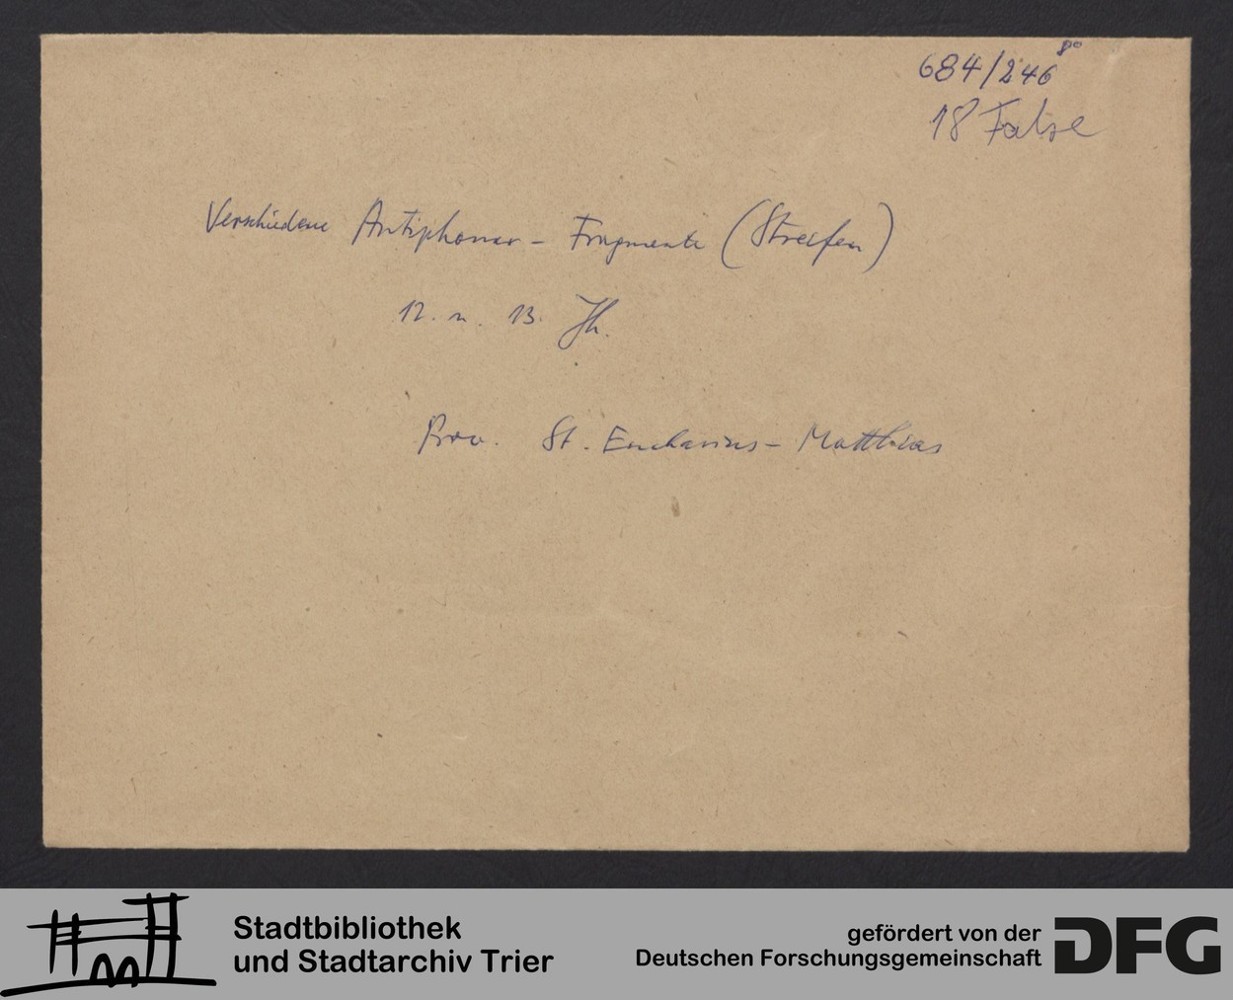 684/246 8°
18 Falze
Verschiedene Antiphonar-Fragmente (Streifen)
12. u. 13. Jh.
Prov. St. Eucharius-Matthias
Stadtbibliothek
und Stadtarchiv Trier
gefördert von der
Deutschen Forschungsgemeinschaft
DFG